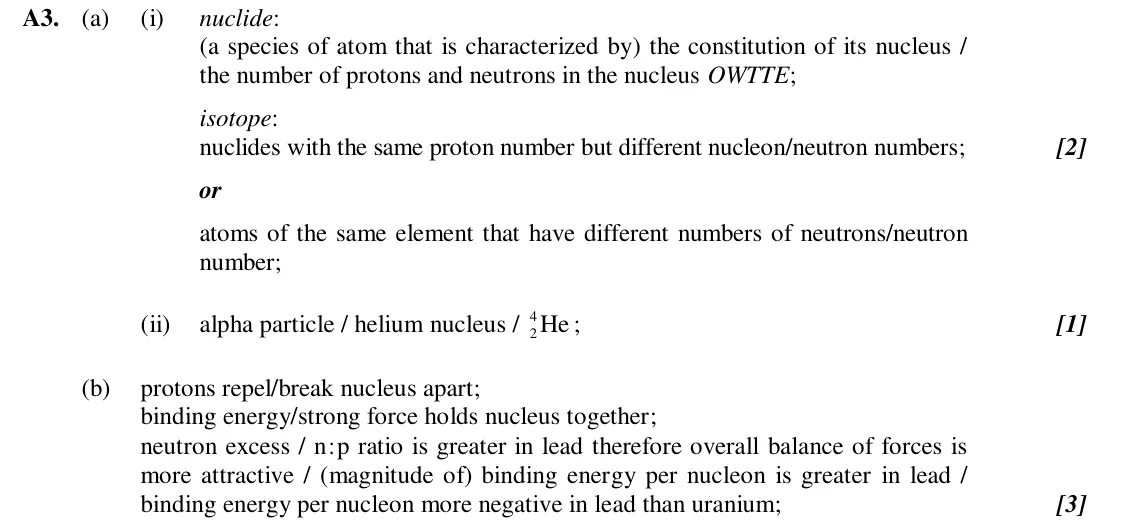 A3. (a) (i) nuclide:
(a species of atom that is characterized by) the constitution of its nucleus /
the number of protons and neutrons in the nucleus OWTTE;
isotope:
nuclides with the same proton number but different nucleon/neutron numbers; [2]
or
atoms of the same element that have different numbers of neutrons/neutron
number;
(ii) alpha particle / helium nucleus / ⁴₂He ; [1]
(b) protons repel/break nucleus apart;
binding energy/strong force holds nucleus together;
neutron excess / n:p ratio is greater in lead therefore overall balance of forces is
more attractive / (magnitude of) binding energy per nucleon is greater in lead /
binding energy per nucleon more negative in lead than uranium; [3]